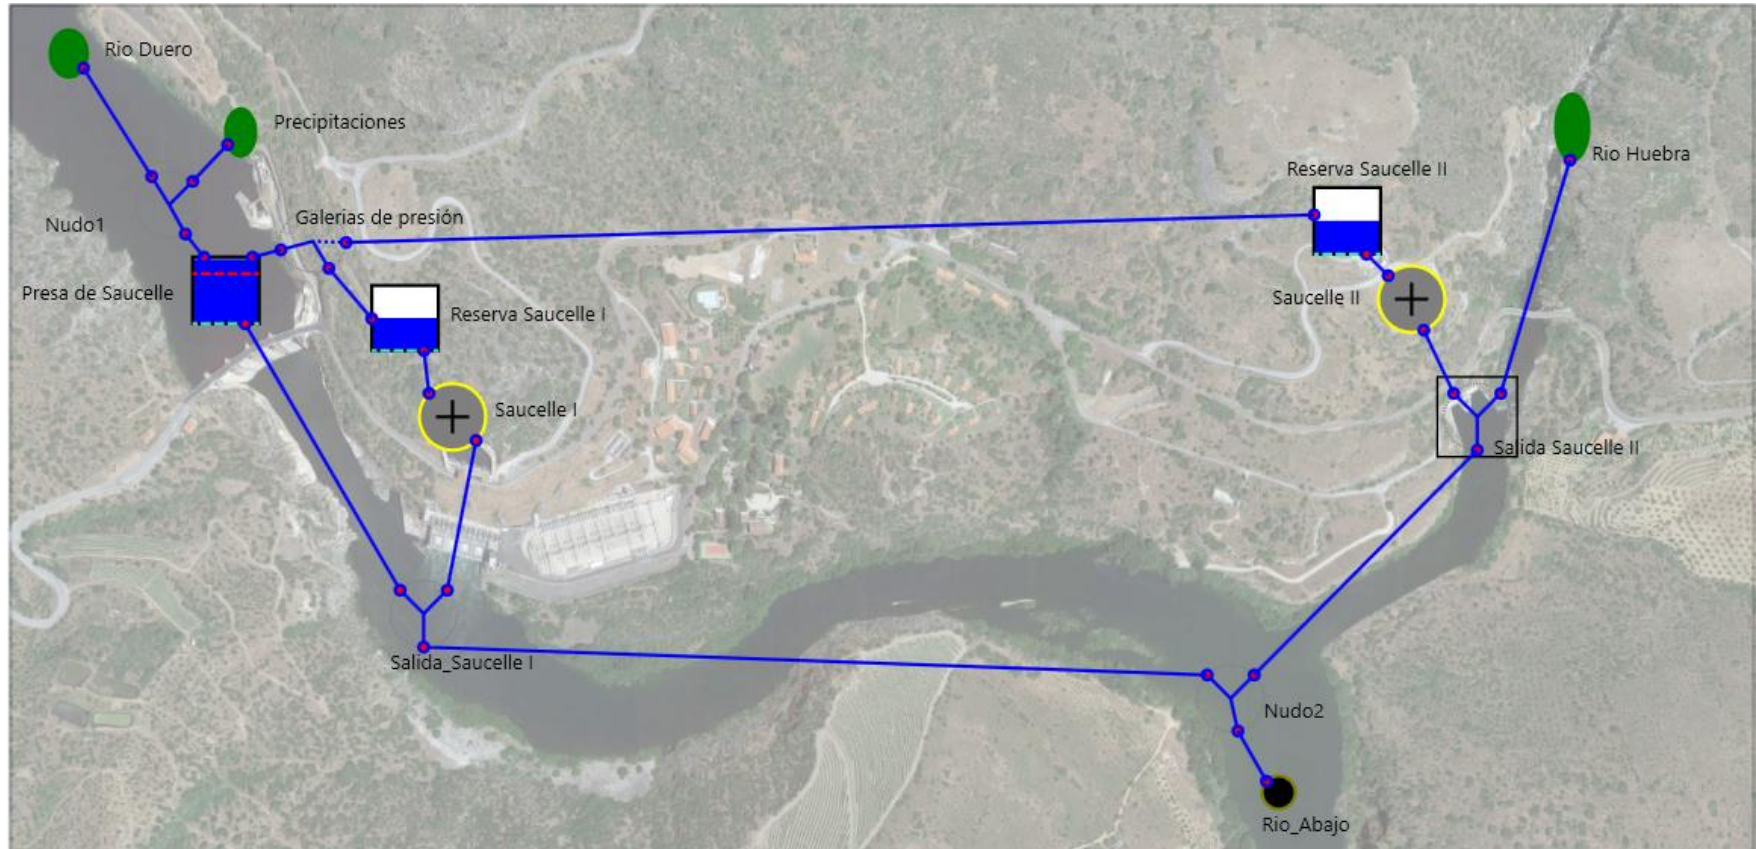 Rio Duero
Precipitaciones
Rio Huebra
Reserva Saucelle II
Galerias de presión
Nudo1
Presa de Saucelle
Saucelle II
Reserva Saucelle I
Saucelle I
Salida Saucelle II
Salida_Saucelle I
Nudo2
Rio_Abajo